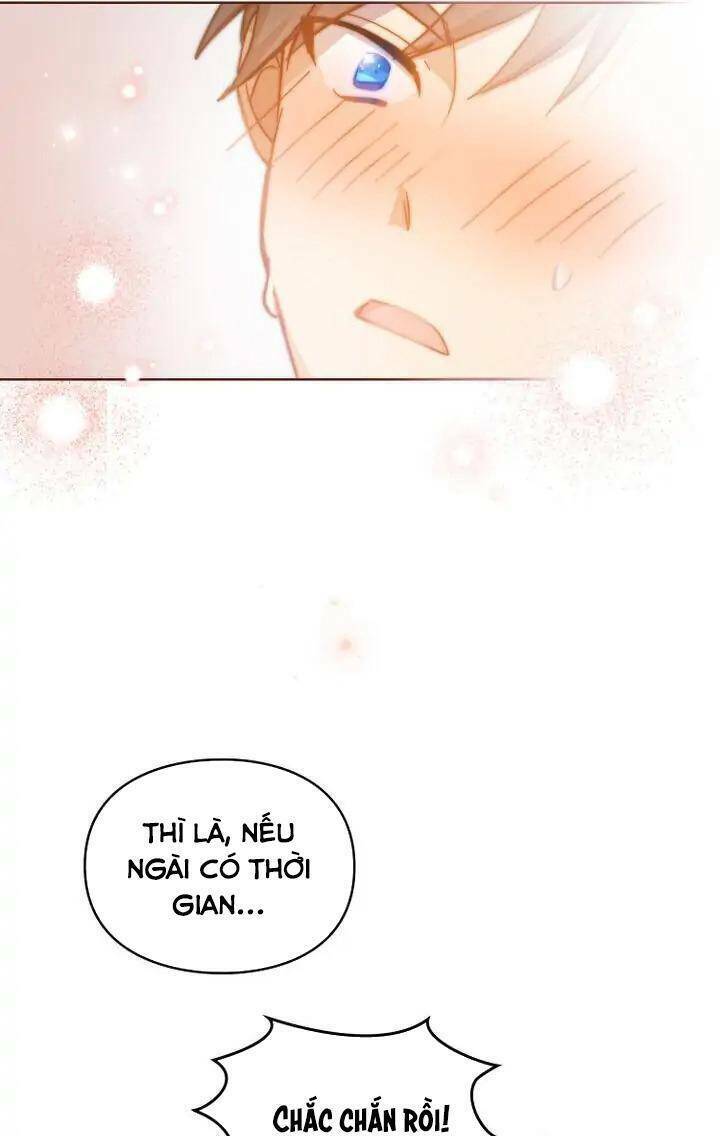 THÌ LÀ, NẾU
NGÀI CÓ THỜI
GIAN...
CHẮC CHẮN RỒI!